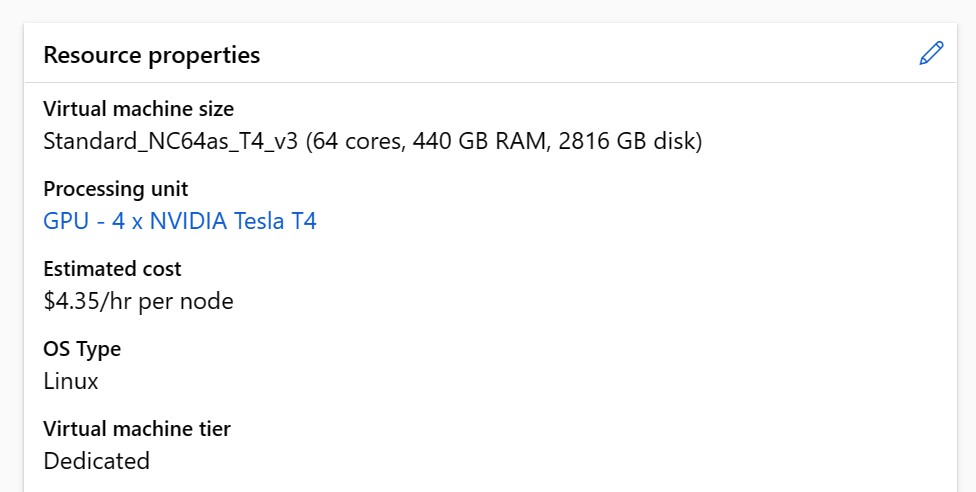 Resource properties
Virtual machine size
Standard_NC64as_T4_v3 (64 cores, 440 GB RAM, 2816 GB disk)
Processing unit
GPU - 4 x NVIDIA Tesla T4
Estimated cost
$4.35/hr per node
OS Type
Linux
Virtual machine tier
Dedicated